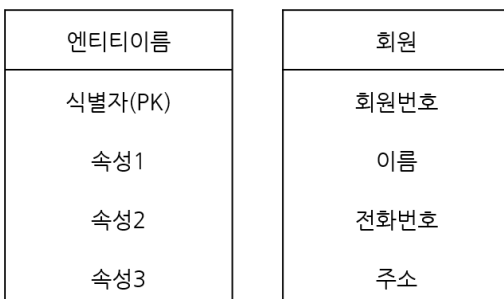 엔티티이름
식별자(PK)
속성1
속성2
속성3
회원
회원번호
이름
전화번호
주소